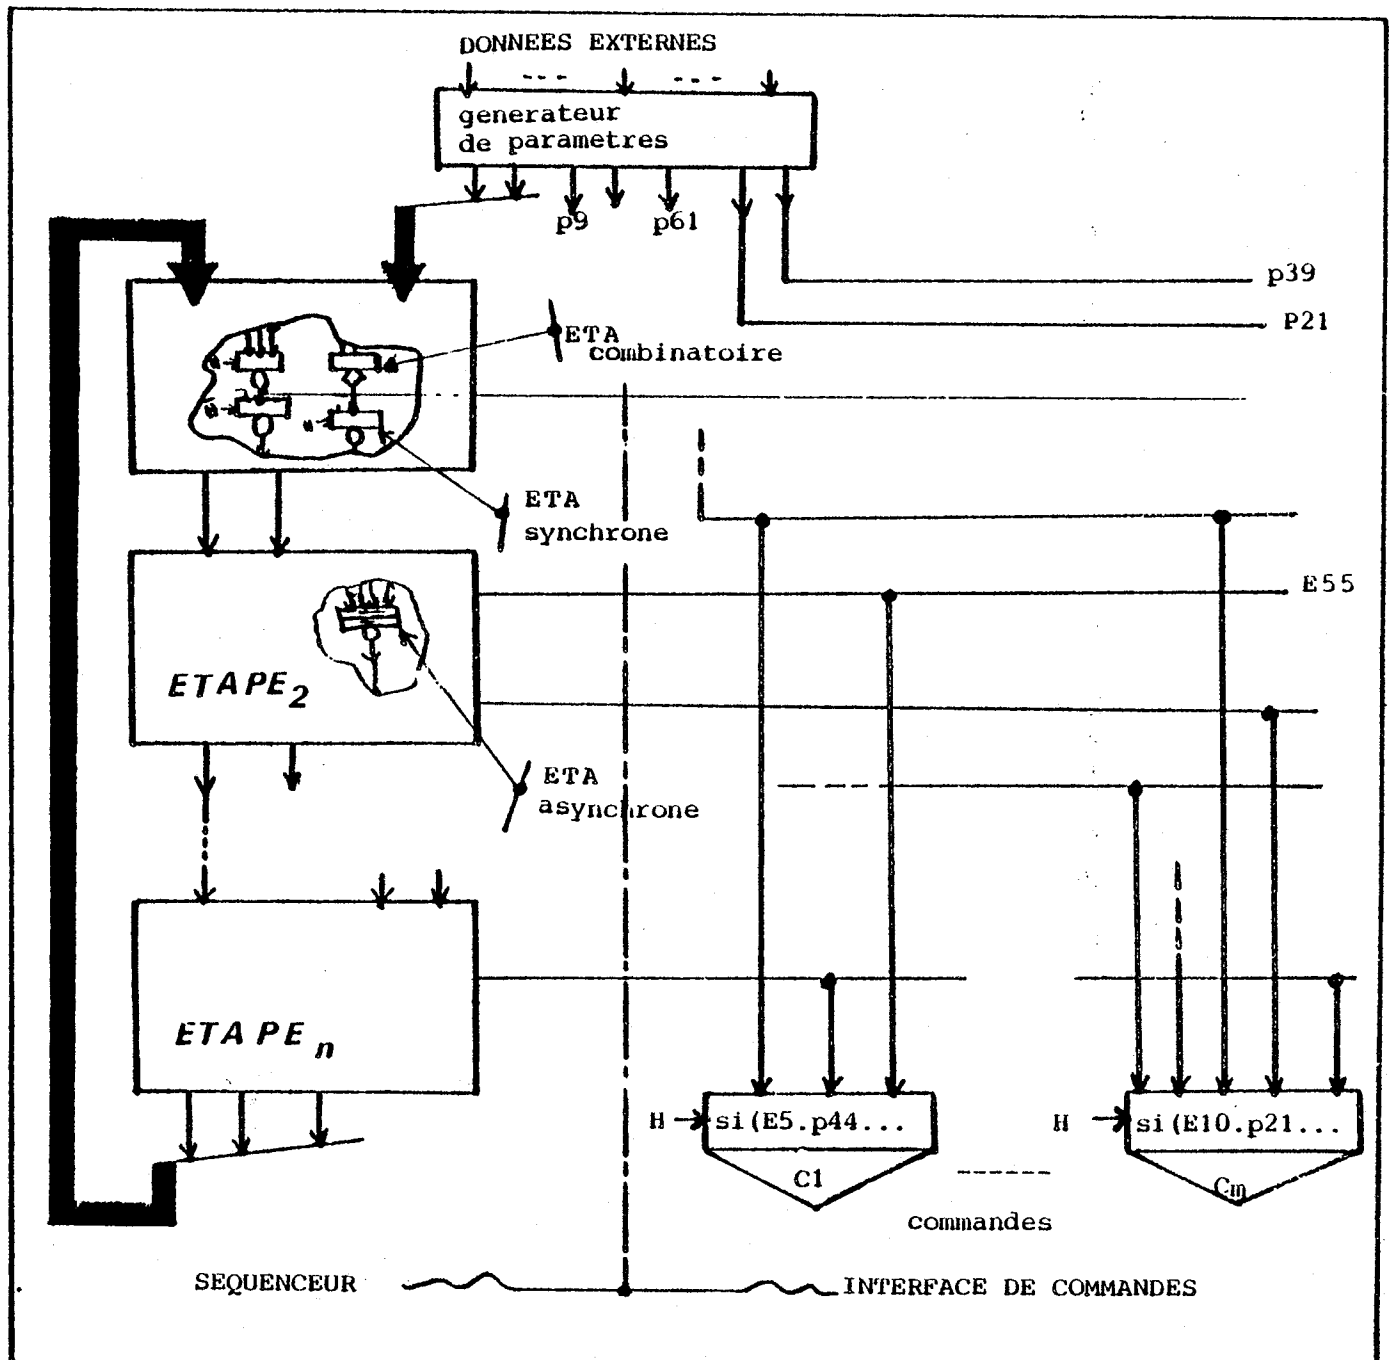 DONNEES EXTERNES
generateur
de parametres
p9
p61
p39
P21
ETA
combinatoire
ETA
synchrone
E55
ETAPE2
ETA
asynchrone
ETAPE n
H
si(E5.p44...
H
si(E10.p21...
C1
Cm
commandes
SEQUENCEUR
INTERFACE DE COMMANDES